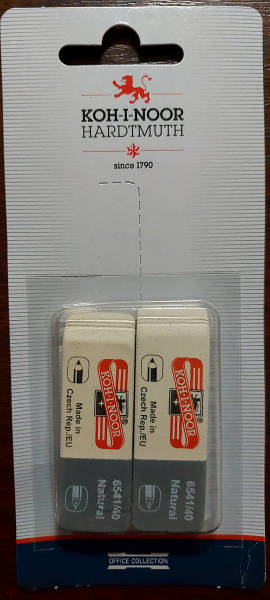 KOH-I-NOOR
HARDTMUTH
since 1790
KOH-I-NOOR
®
Made in
Czech Rep./EU
6541/40
Natural
KOH-I-NOOR
®
Made in
Czech Rep./EU
6541/40
Natural
OFFICE COLLECTION